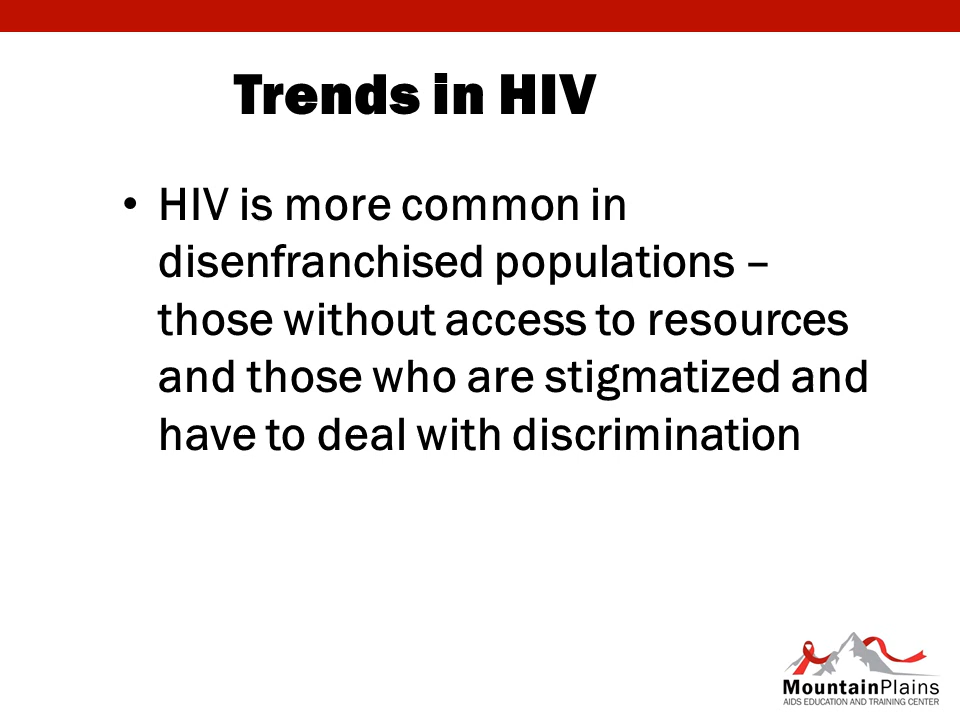 Trends in HIV
• HIV is more common in
disenfranchised populations –
those without access to resources
and those who are stigmatized and
have to deal with discrimination
MountainPlains
AIDS EDUCATION AND TRAINING CENTER